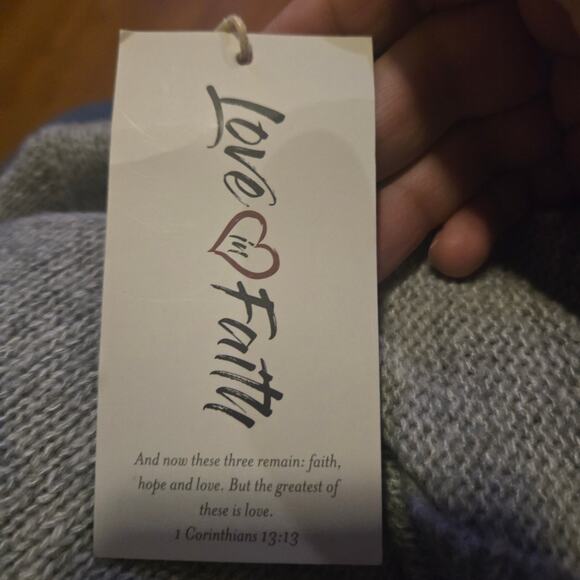 Love in Faith
And now these three remain: faith,
hope and love. But the greatest of
these is love.
1 Corinthians 13:13